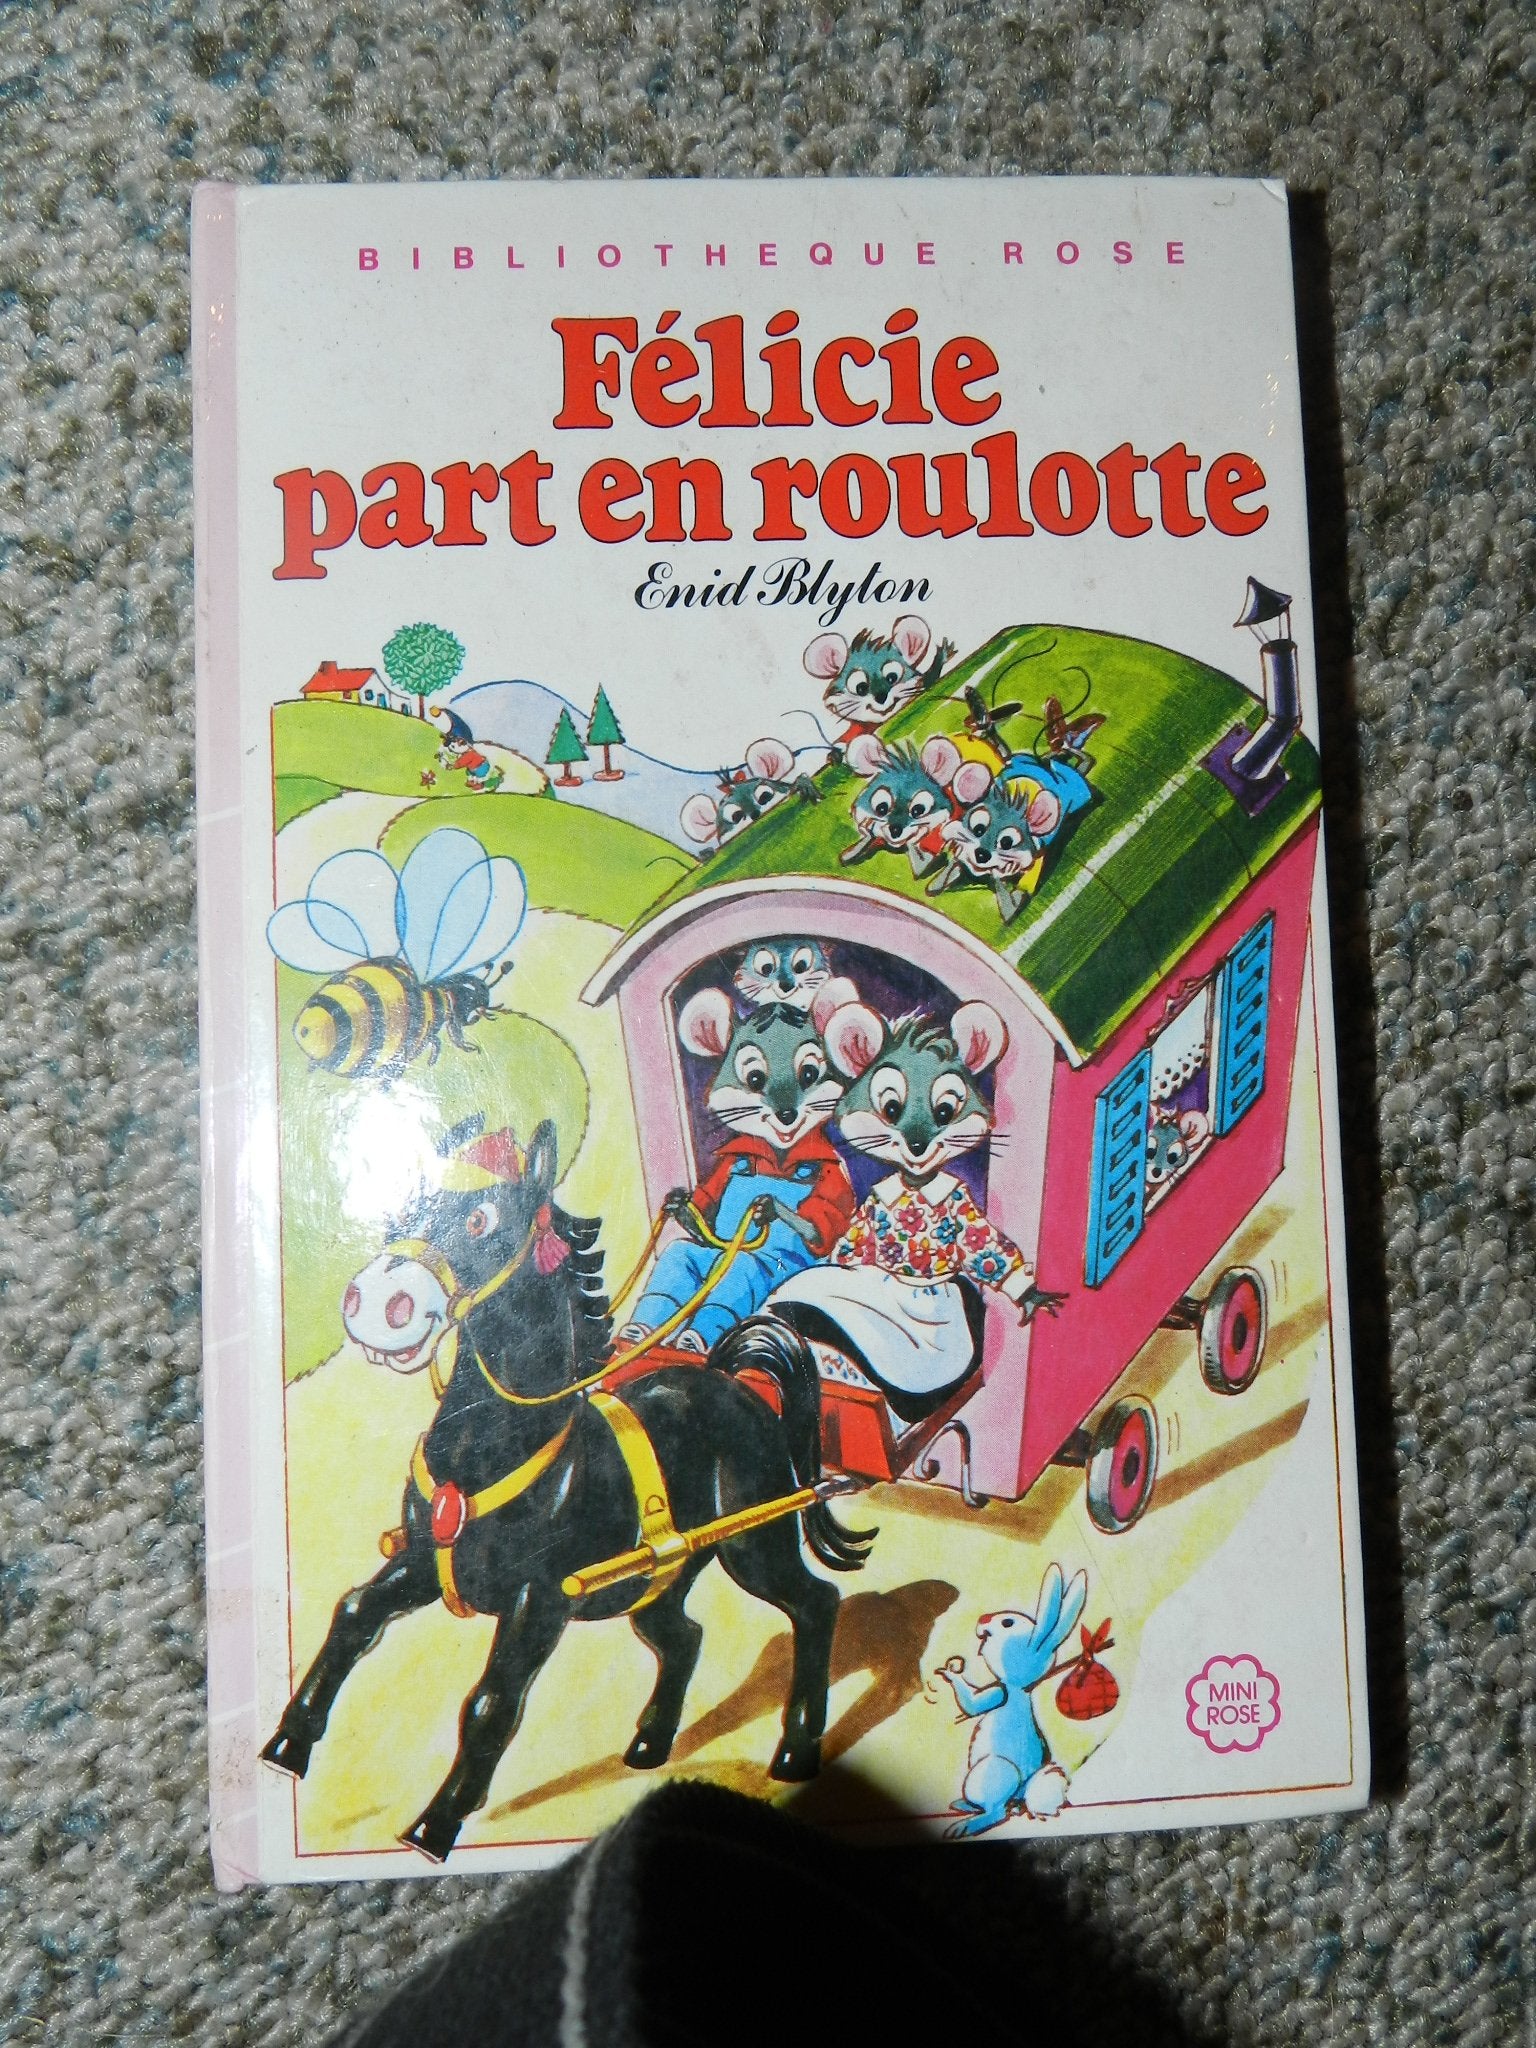 BIBLIOTHEQUE ROSE
Félicie
part en roulotte
Enid Blyton
MINI
ROSE